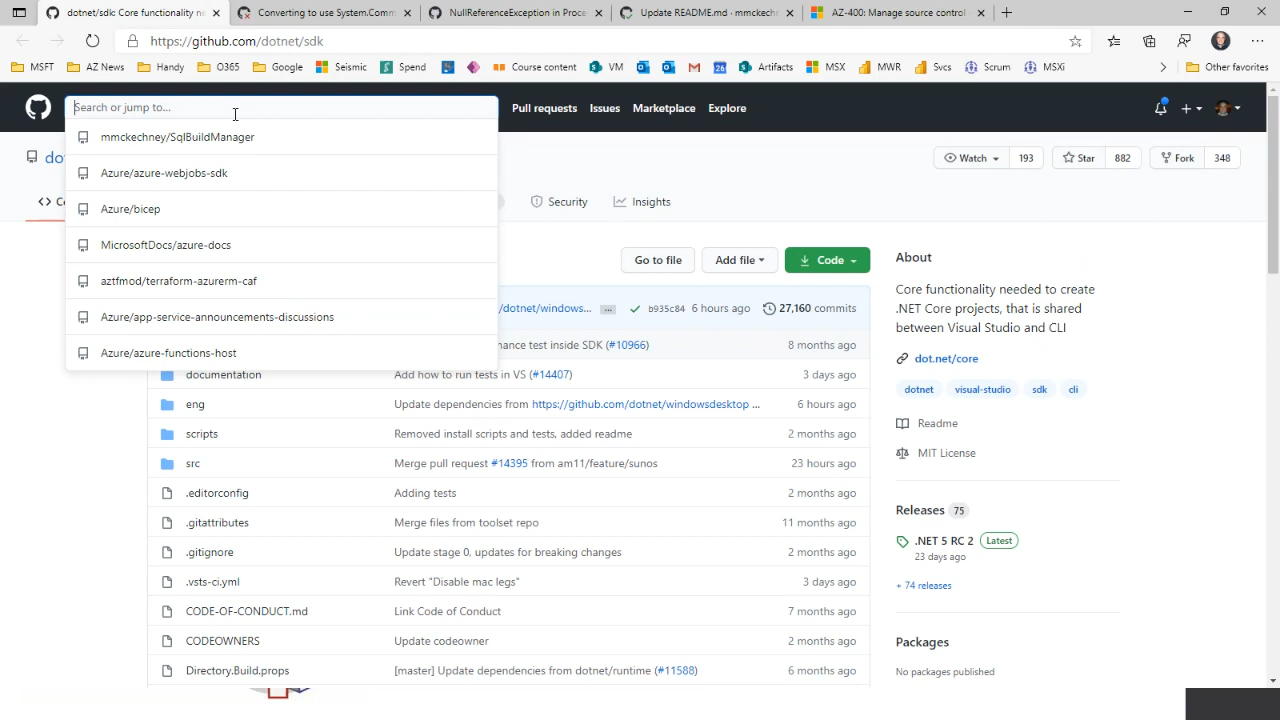 dotnet/sdk: Core functionality ne
Converting to use System.Comm
NullReferenceException in Proce
Update README.md · mmckechn
AZ-400: Manage source control
https://github.com/dotnet/sdk
MSFT
AZ News
Handy
O365
Google
Seismic
Spend
Course content
VM
26
Artifacts
MSX
MWR
Svcs
Scrum
MSXi
Other favorites
Search or jump to...
Pull requests
Issues
Marketplace
Explore
mmckechney/SqlBuildManager
Azure/azure-webjobs-sdk
Azure/bicep
MicrosoftDocs/azure-docs
aztfmod/terraform-azurerm-caf
Azure/app-service-announcements-discussions
Azure/azure-functions-host
Watch
193
Star
882
Fork
348
Security
Insights
Go to file
Add file
Code
/dotnet/windows...
...
b935c84
6 hours ago
27,160 commits
ance test inside SDK (#10966)
8 months ago
documentation
Add how to run tests in VS (#14407)
3 days ago
eng
Update dependencies from https://github.com/dotnet/windowsdesktop ...
6 hours ago
scripts
Removed install scripts and tests, added readme
2 months ago
src
Merge pull request #14395 from am11/feature/sunos
23 hours ago
.editorconfig
Adding tests
2 months ago
.gitattributes
Merge files from toolset repo
11 months ago
.gitignore
Update stage 0, updates for breaking changes
2 months ago
.vsts-ci.yml
Revert "Disable mac legs"
3 days ago
CODE-OF-CONDUCT.md
Link Code of Conduct
7 months ago
CODEOWNERS
Update codeowner
2 months ago
Directory.Build.props
[master] Update dependencies from dotnet/runtime (#11588)
6 months ago
About
Core functionality needed to create
.NET Core projects, that is shared
between Visual Studio and CLI
dot.net/core
dotnet
visual-studio
sdk
cli
Readme
MIT License
Releases 75
.NET 5 RC 2
Latest
23 days ago
+ 74 releases
Packages
No packages published